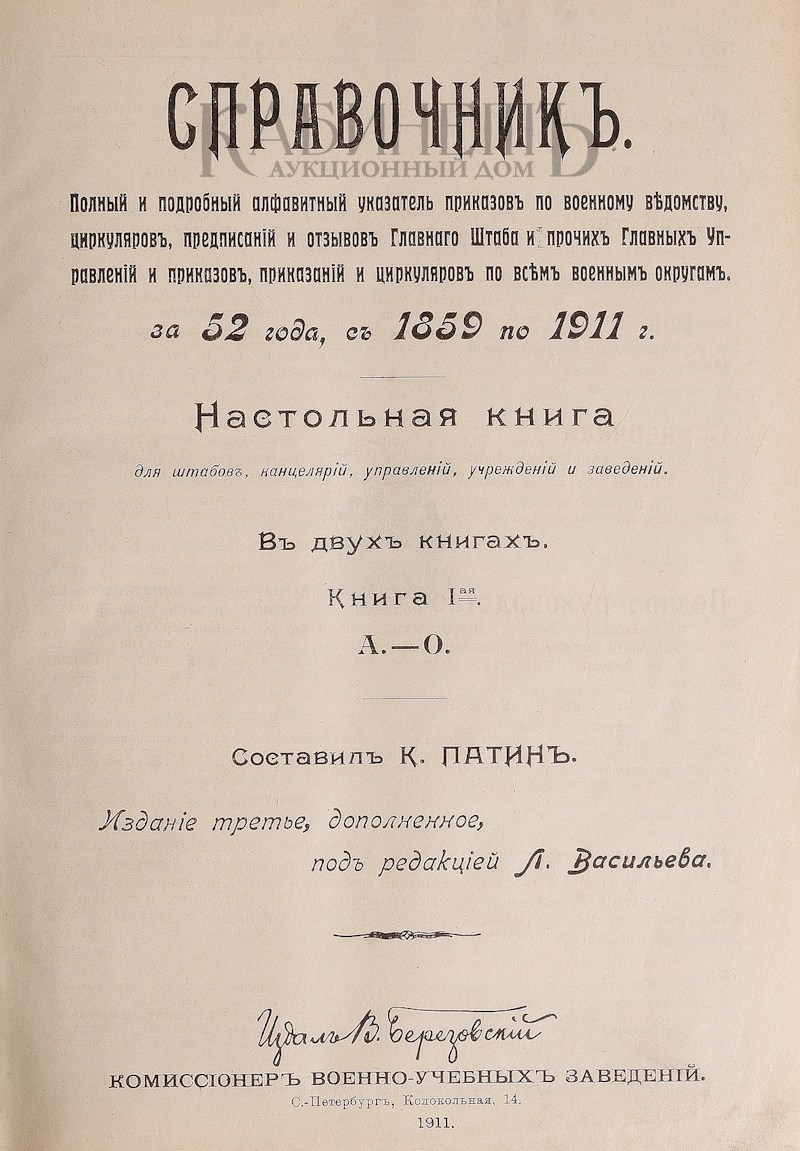 СПРАВОЧНИКЪ.
КАБИНЕТЪ
АУКЦИОННЫЙ ДОМ
Полный и подробный алфавитный указатель приказовъ по военному вѣдомству,
циркуляровъ, предписаній и отзывовъ Главнаго Штаба и прочихъ Главныхъ Уп-
равленій и приказовъ, приказаній и циркуляровъ по всѣмъ военнымъ округамъ.
за 52 года, съ 1859 по 1911 г.
Настольная книга
для штабовъ, канцелярій, управленій, учрежденій и заведеній.
Въ двухъ книгахъ.
Книга Iая.
А.—О.
Составилъ К. ПАТИНЪ.
Изданіе третье, дополненное,
подъ редакціей Л. Васильева.
Издалъ В. Березовскій
КОМИССІОНЕРЪ ВОЕННО-УЧЕБНЫХЪ ЗАВЕДЕНІЙ.
С.-Петербургъ, Колокольная, 14.
1911.